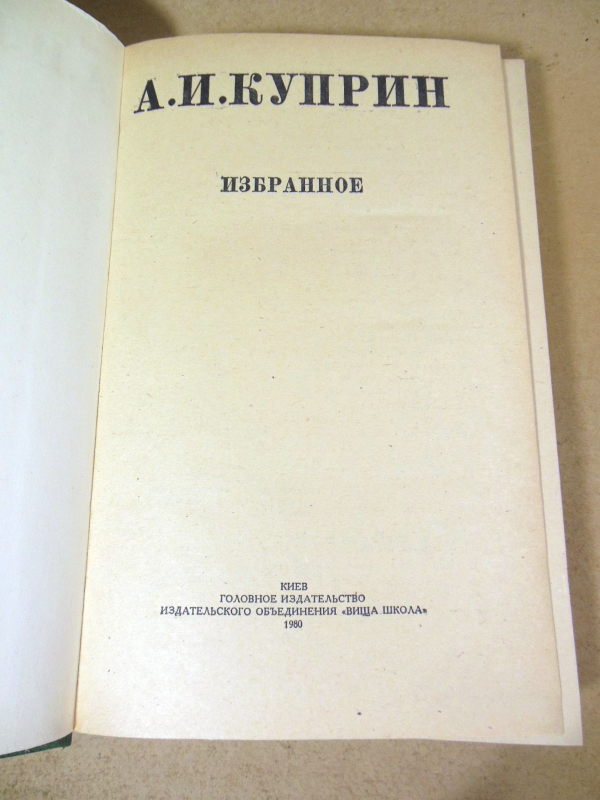 А.И.КУПРИН
ИЗБРАННОЕ
КИЕВ
ГОЛОВНОЕ ИЗДАТЕЛЬСТВО
ИЗДАТЕЛЬСКОГО ОБЪЕДИНЕНИЯ «ВИЩА ШКОЛА»
1980